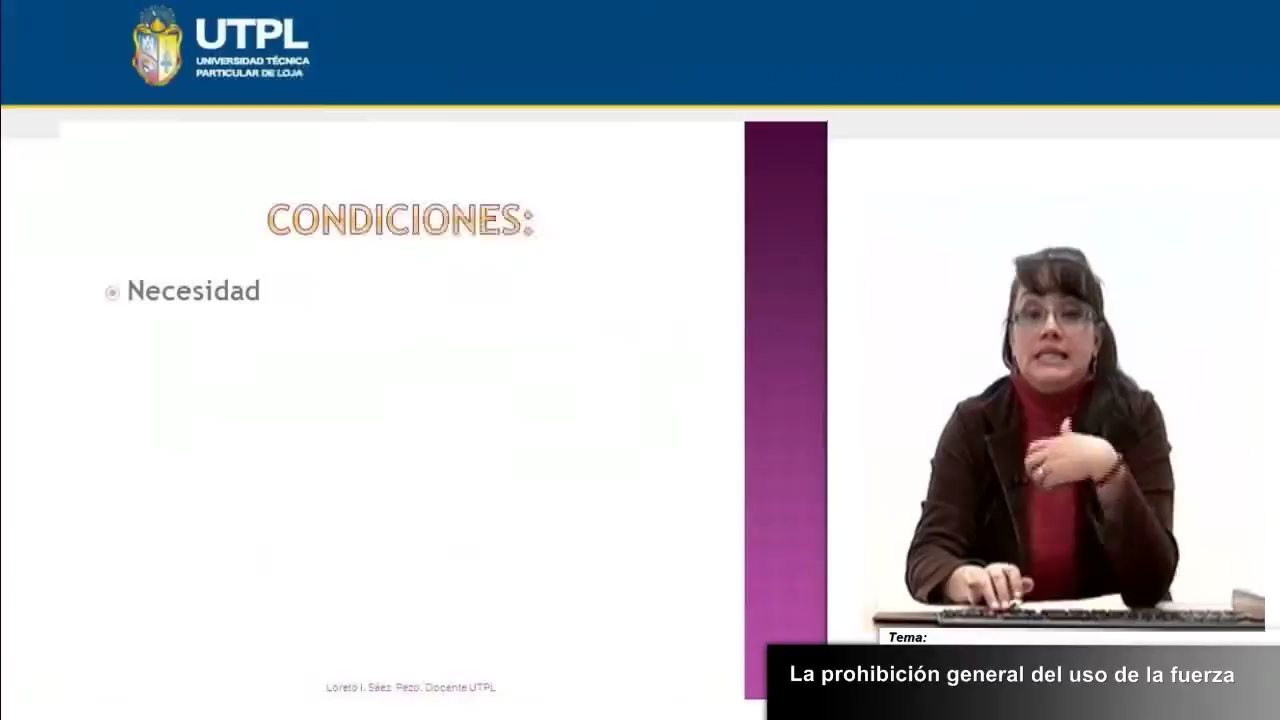 UTPL
UNIVERSIDAD TÉCNICA
PARTICULAR DE LOJA
CONDICIONES:
Necesidad
Loreto I. Sáez Pezo. Docente UTPL
Tema:
La prohibición general del uso de la fuerza